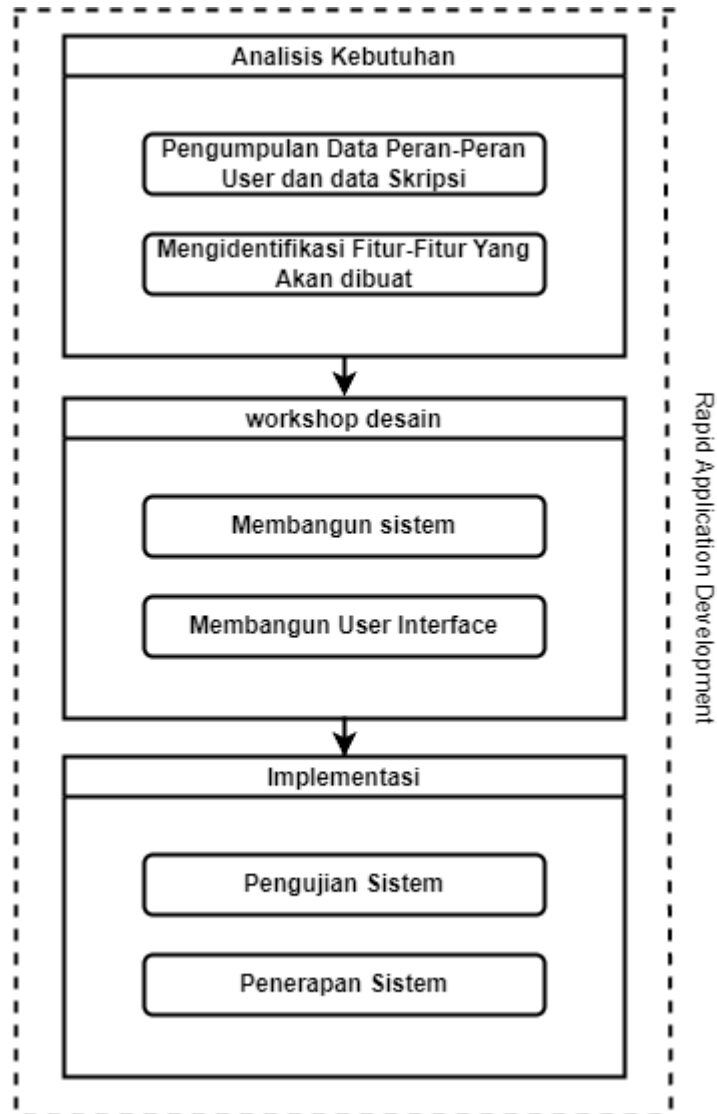 Analisis Kebutuhan
Pengumpulan Data Peran-Peran
User dan data Skripsi
Mengidentifikasi Fitur-Fitur Yang
Akan dibuat
workshop desain
Membangun sistem
Membangun User Interface
Implementasi
Pengujian Sistem
Penerapan Sistem
Rapid Application Development